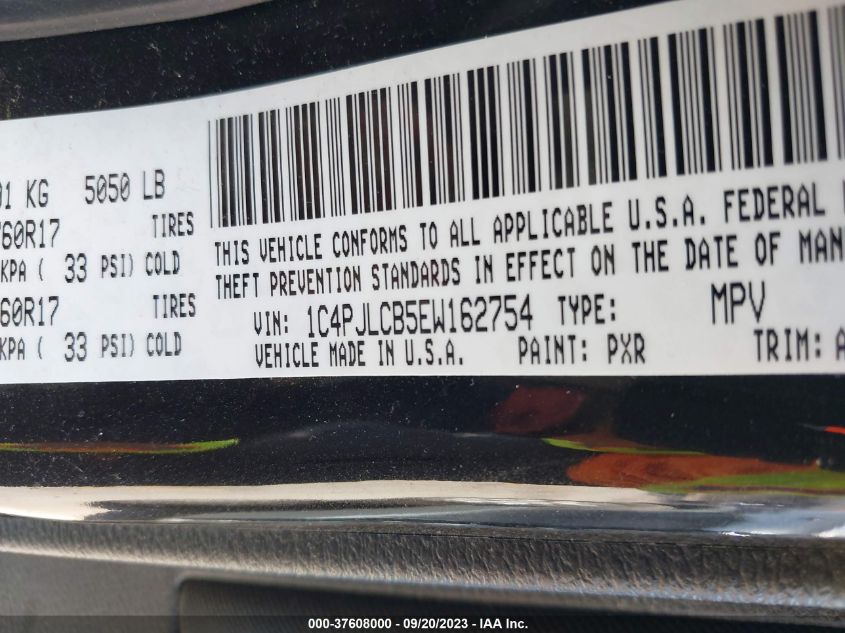 01 KG 5050 LB
/60R17 TIRES
KPA ( 33 PSI) COLD
60R17 TIRES
KPA ( 33 PSI) COLD
THIS VEHICLE CONFORMS TO ALL APPLICABLE U.S.A. FEDERAL
THEFT PREVENTION STANDARDS IN EFFECT ON THE DATE OF MAN
VIN: 1C4PJLCB5EW162754 TYPE: MPV
VEHICLE MADE IN U.S.A. PAINT: PXR TRIM: A
000-37608000 - 09/20/2023 - IAA Inc.